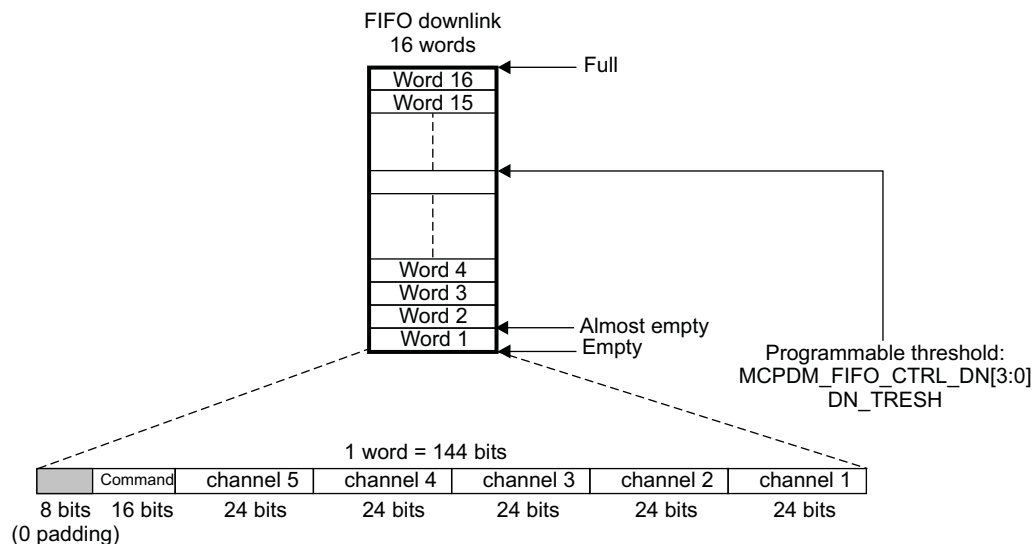 FIFO downlink
16 words
Full
Word 16
Word 15
Word 4
Word 3
Word 2
Word 1
Almost empty
Empty
Programmable threshold:
MCPDM_FIFO_CTRL_DN[3:0]
DN_TRESH
1 word = 144 bits
Command channel 5 channel 4 channel 3 channel 2 channel 1
8 bits 16 bits 24 bits 24 bits 24 bits 24 bits 24 bits
(0 padding)